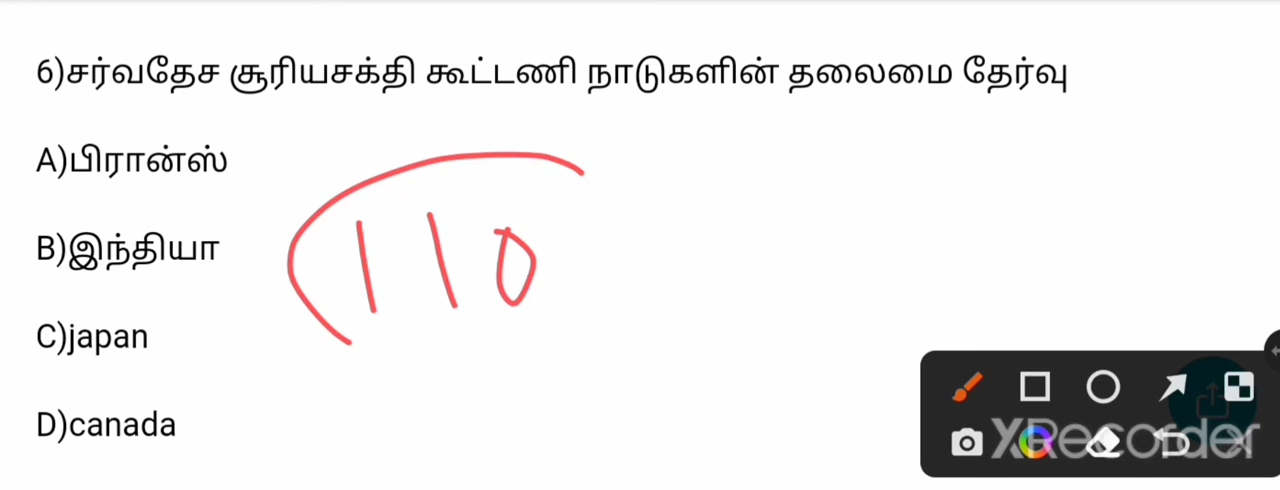 6)சர்வதேச சூரியசக்தி கூட்டணி நாடுகளின் தலைமை தேர்வு
A)பிரான்ஸ்
B)இந்தியா
110
C)japan
D)canada
XRecorder